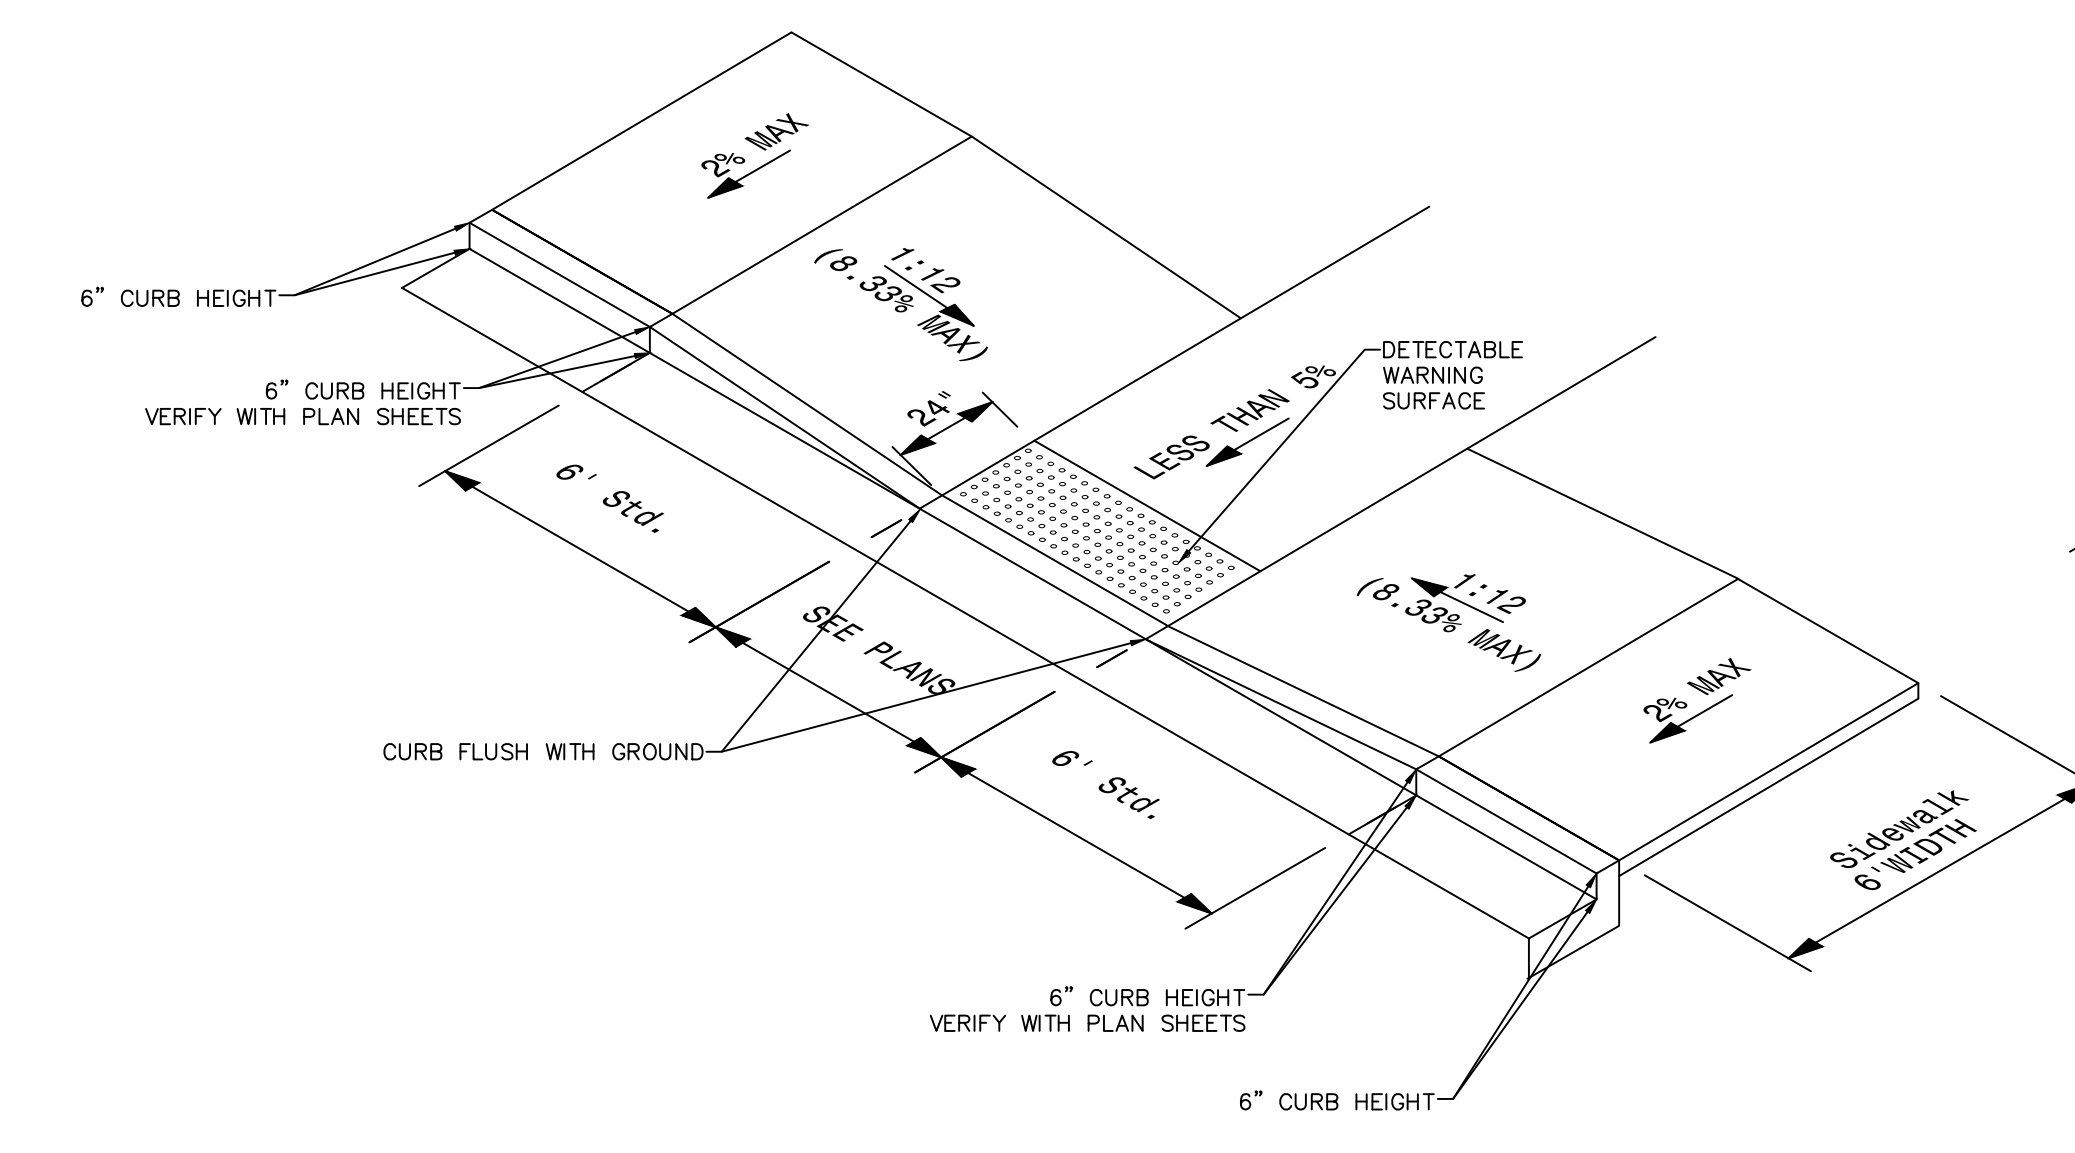 2% MAX
1:12
(8.33% MAX)
6” CURB HEIGHT
6” CURB HEIGHT
VERIFY WITH PLAN SHEETS
24"
LESS THAN 5%
DETECTABLE
WARNING
SURFACE
6' Std.
SEE PLANS
6' Std.
1:12
(8.33% MAX)
2% MAX
CURB FLUSH WITH GROUND
Sidewalk
6' WIDTH
6” CURB HEIGHT
VERIFY WITH PLAN SHEETS
6” CURB HEIGHT